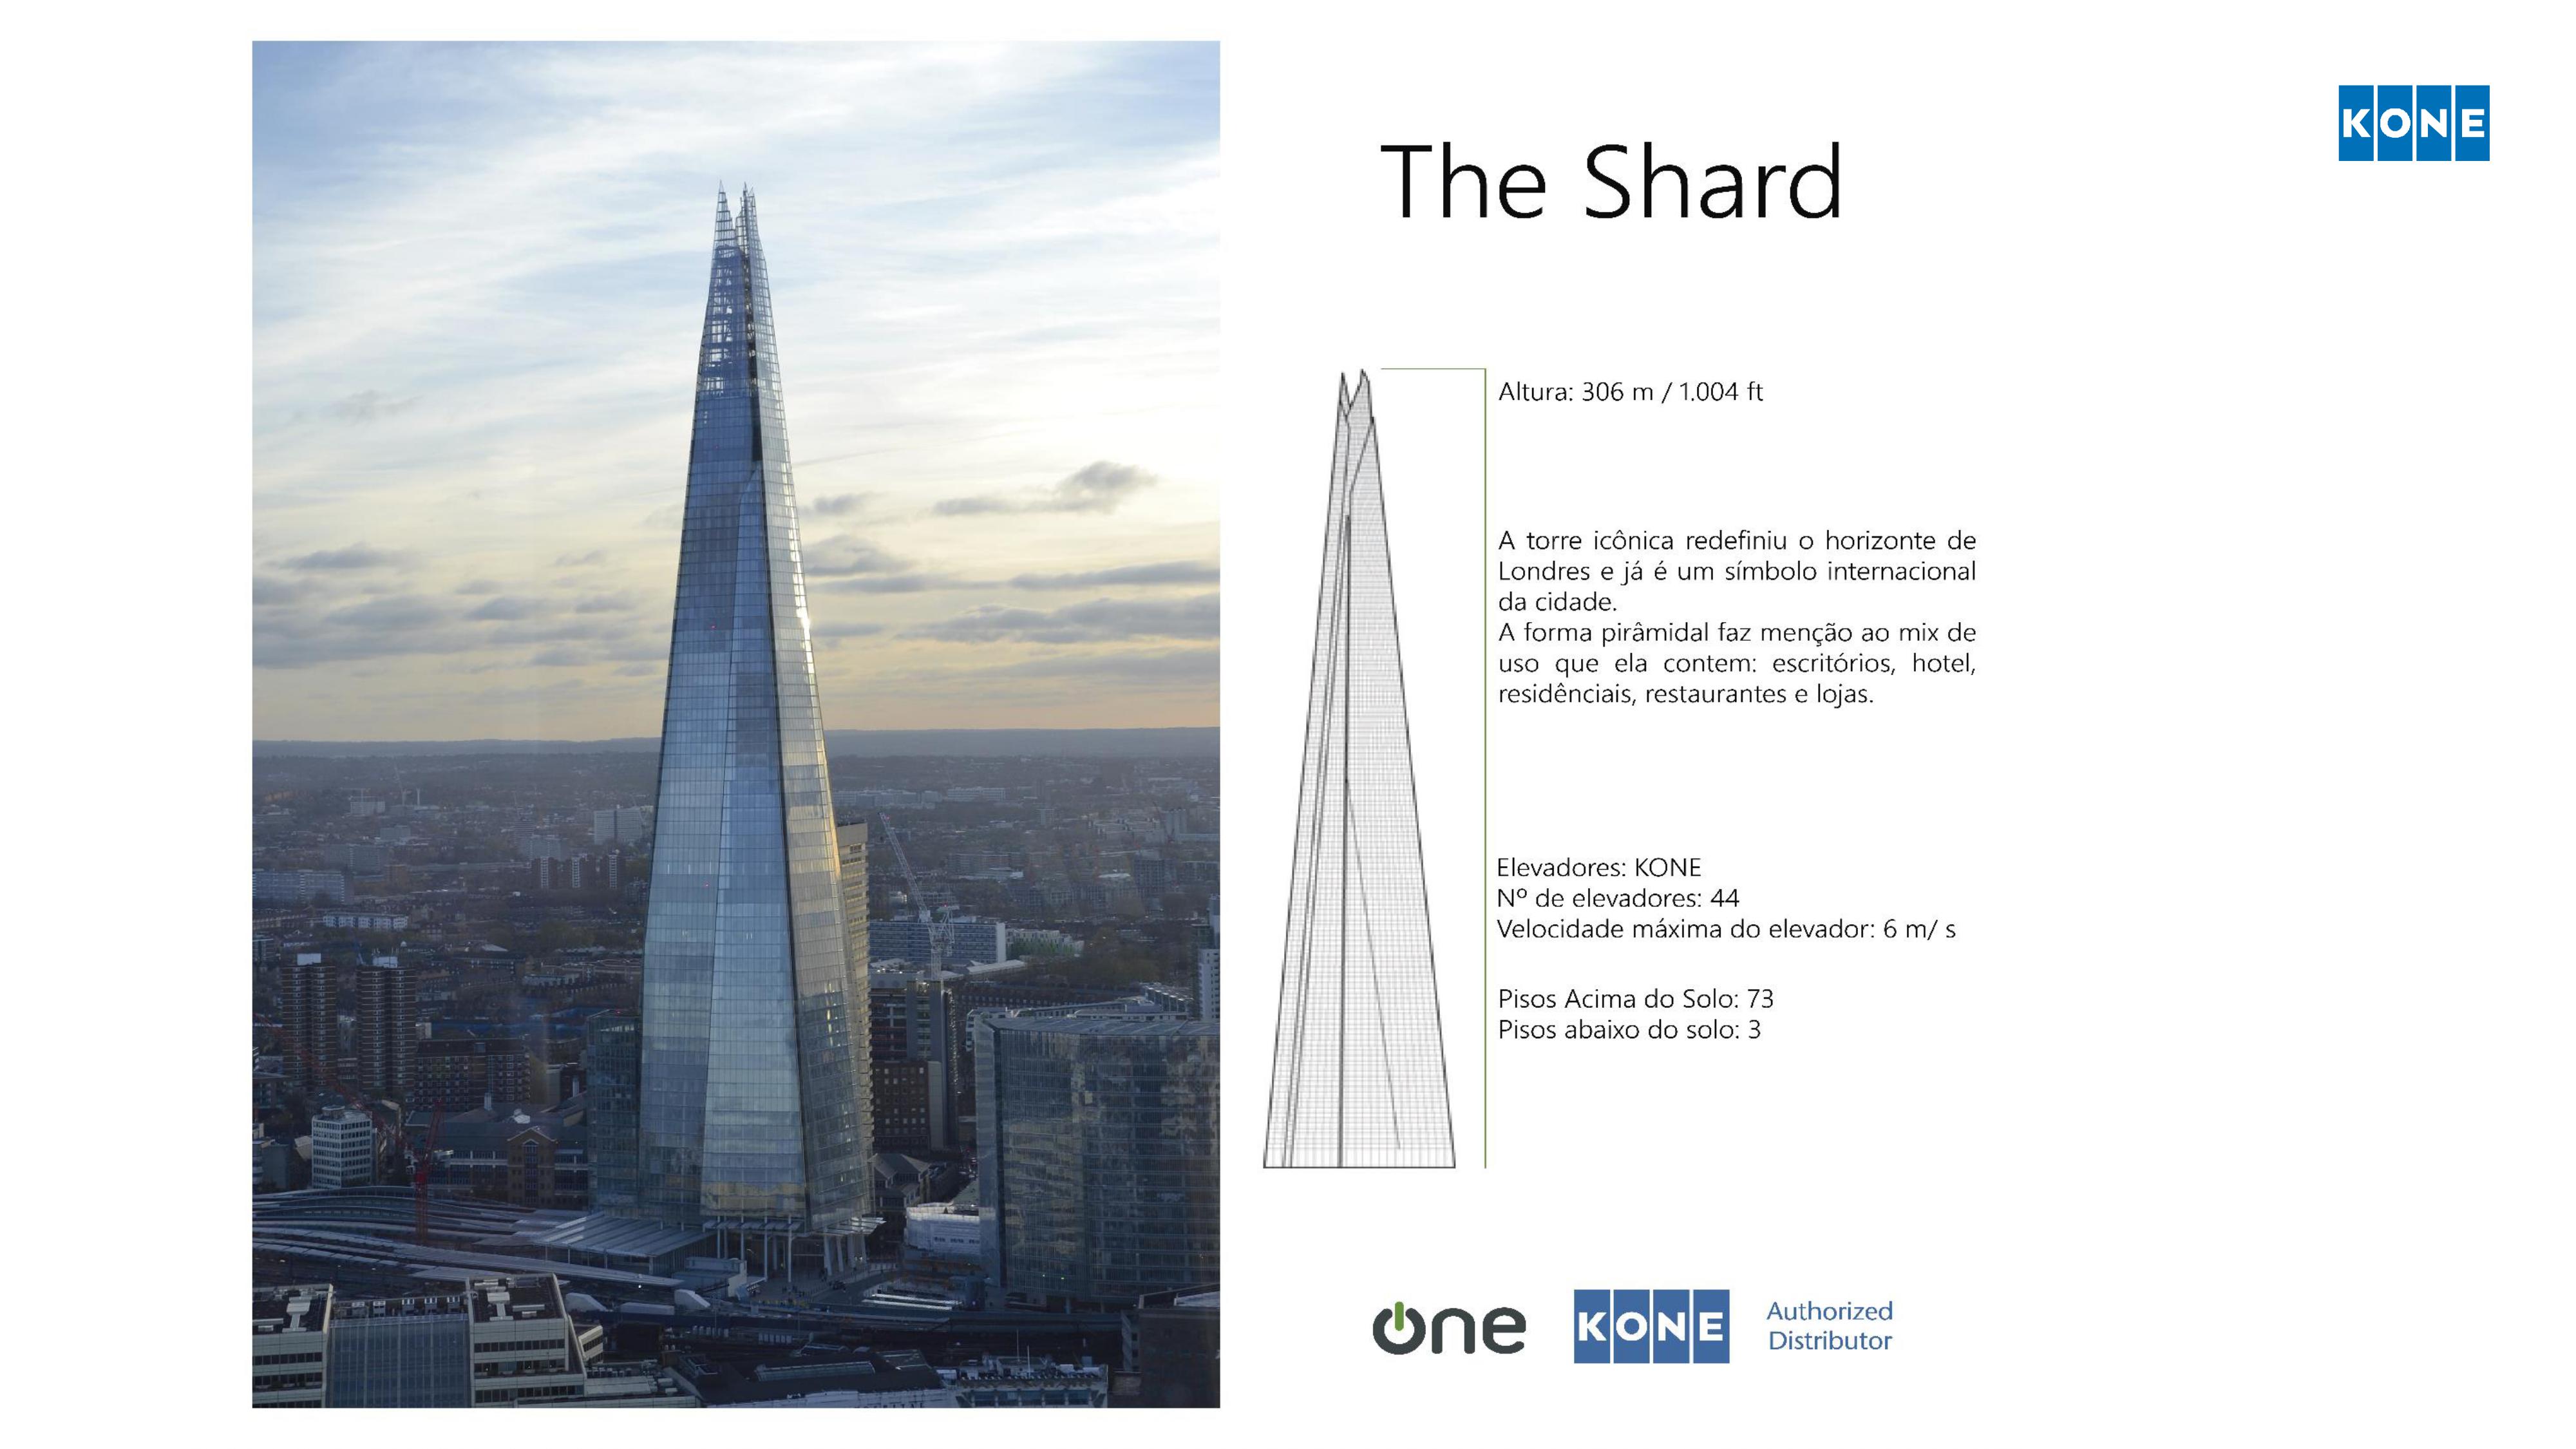 KONE
The Shard
Altura: 306 m / 1.004 ft
A torre icônica redefiniu o horizonte de
Londres e já é um símbolo internacional
da cidade.
A forma pirâmidal faz menção ao mix de
uso que ela contem: escritórios, hotel,
residênciais, restaurantes e lojas.
Elevadores: KONE
Nº de elevadores: 44
Velocidade máxima do elevador: 6 m/ s
Pisos Acima do Solo: 73
Pisos abaixo do solo: 3
one
KONE
Authorized
Distributor